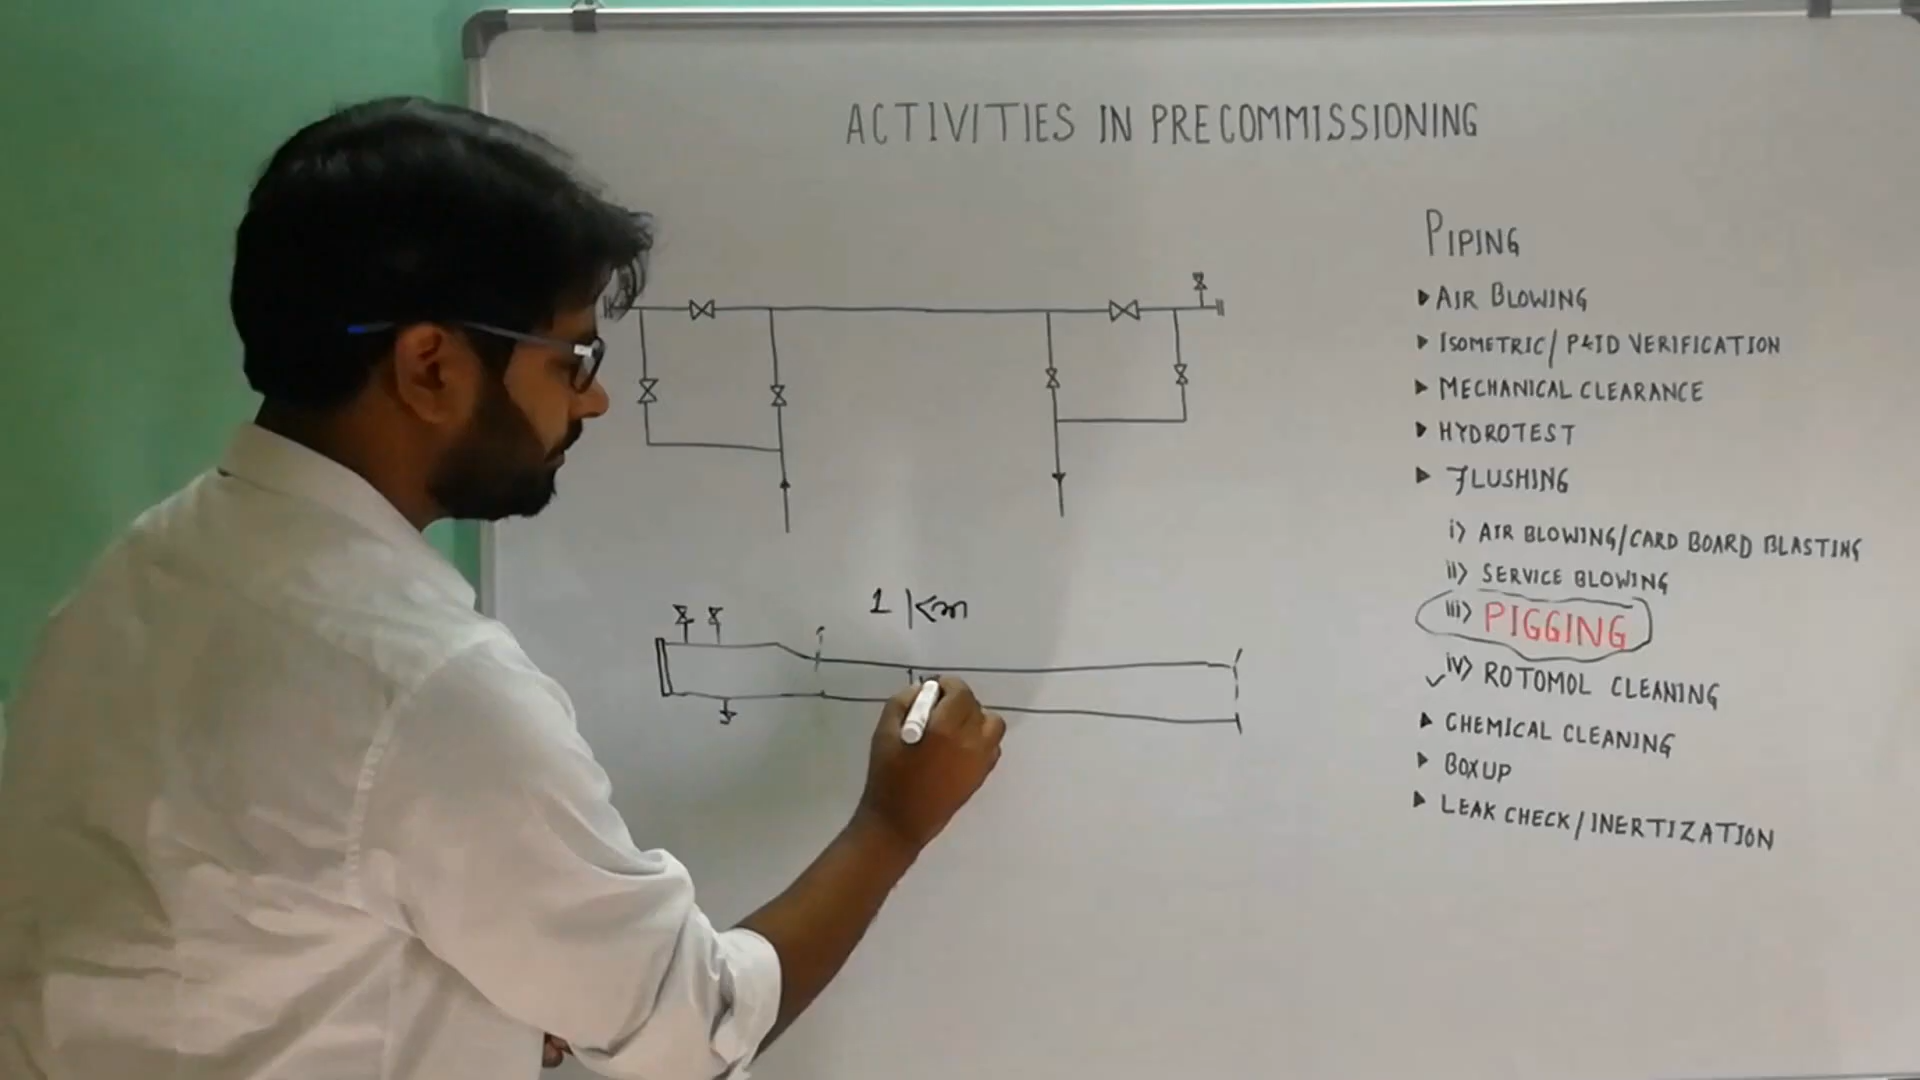 ACTIVITIES IN PRECOMMISSIONING
PIPING
AIR BLOWING
ISOMETRIC/P&ID VERIFICATION
MECHANICAL CLEARANCE
HYDROTEST
FLUSHING
i) AIR BLOWING/CARD BOARD BLASTING
ii) SERVICE BLOWING
iii) PIGGING
iv) ROTOMOL CLEANING
CHEMICAL CLEANING
BOXUP
LEAK CHECK/INERTIZATION
1 Km